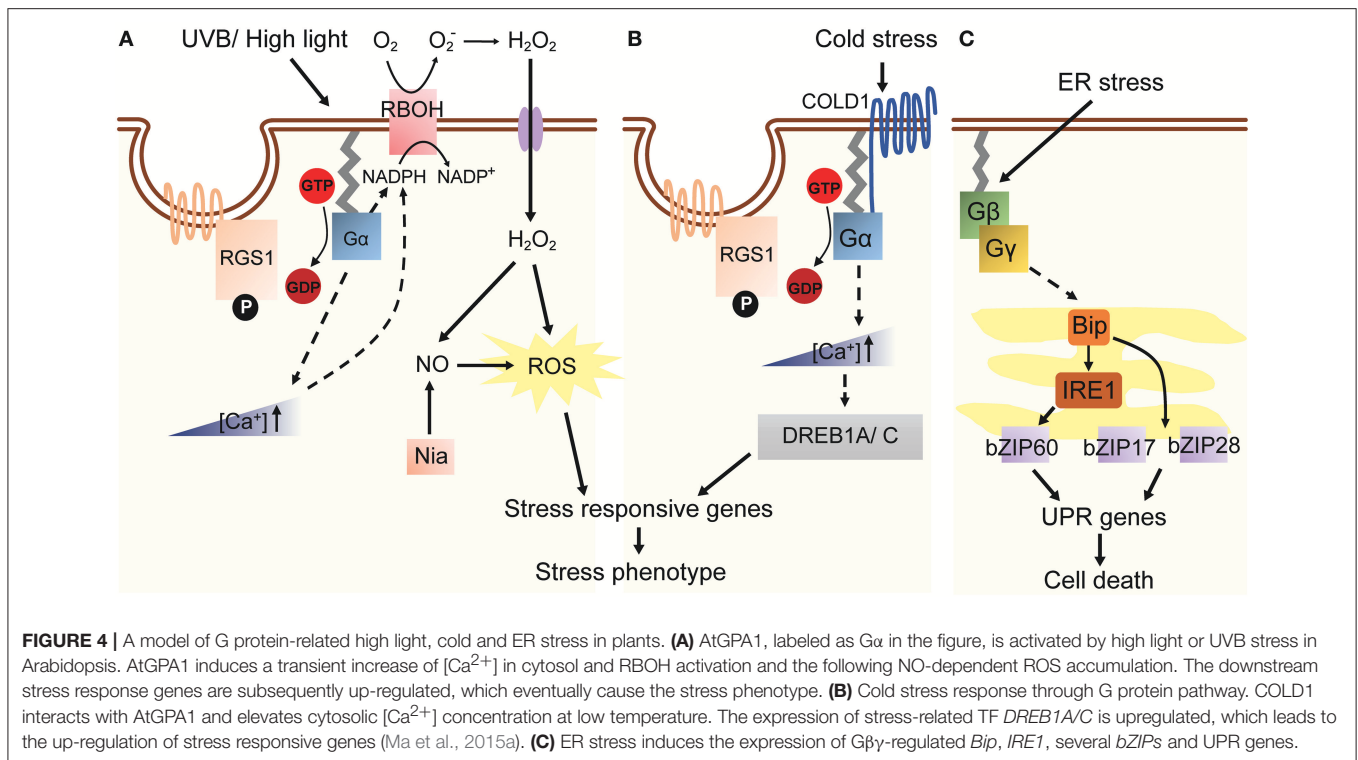 A
UVB/ High light
O₂
O₂⁻
H₂O₂
RBOH
NADPH
NADP⁺
GTP
Gα
RGS1
GDP
P
H₂O₂
NO
ROS
[Ca⁺]
Nia
B
Cold stress
COLD1
GTP
RGS1
Gα
GDP
P
[Ca⁺]
DREB1A/ C
Stress responsive genes
Stress phenotype
C
ER stress
Gβ
Gγ
Bip
IRE1
bZIP60
bZIP17
bZIP28
UPR genes
Cell death
FIGURE 4 | A model of G protein-related high light, cold and ER stress in plants. (A) AtGPA1, labeled as Gα in the figure, is activated by high light or UVB stress in
Arabidopsis. AtGPA1 induces a transient increase of [Ca²⁺] in cytosol and RBOH activation and the following NO-dependent ROS accumulation. The downstream
stress response genes are subsequently up-regulated, which eventually cause the stress phenotype. (B) Cold stress response through G protein pathway. COLD1
interacts with AtGPA1 and elevates cytosolic [Ca²⁺] concentration at low temperature. The expression of stress-related TF DREB1A/C is upregulated, which leads to
the up-regulation of stress responsive genes (Ma et al., 2015a). (C) ER stress induces the expression of Gβγ-regulated Bip, IRE1, several bZIPs and UPR genes.